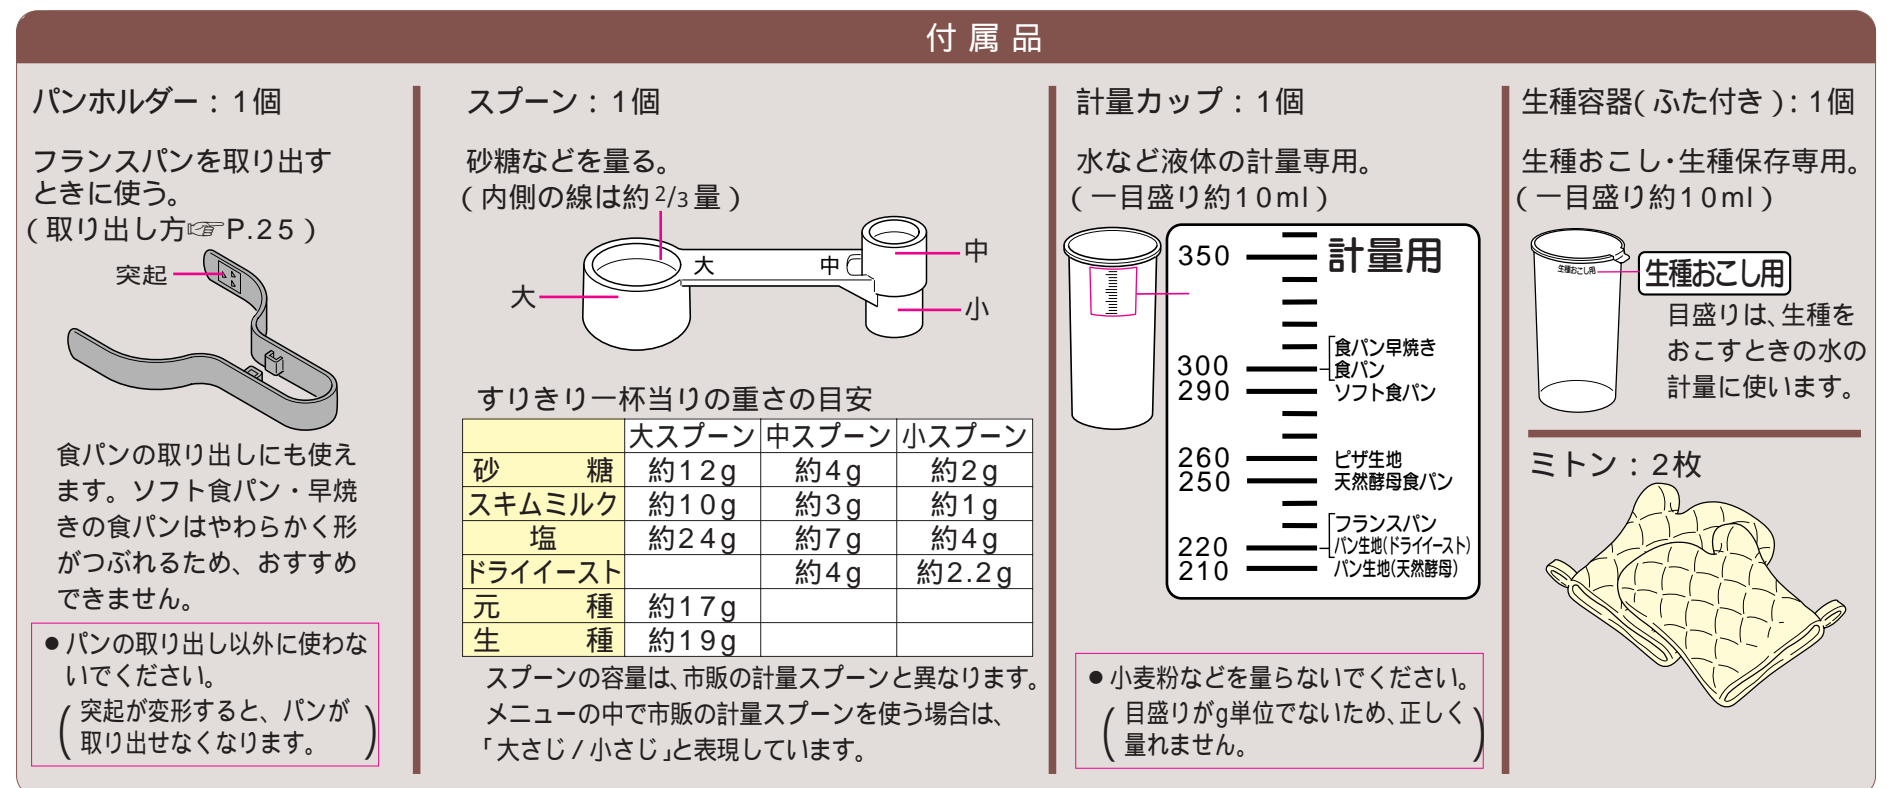 付属品
パンホルダー：1個
フランスパンを取り出す
ときに使う。
（取り出し方☞P.25）
突起
食パンの取り出しにも使え
ます。ソフト食パン・早焼
きの食パンはやわらかく形
がつぶれるため、おすすめ
できません。
●パンの取り出し以外に使わな
いでください。
（突起が変形すると、パンが
取り出せなくなります。）
スプーン：1個
砂糖などを量る。
（内側の線は約2/3量）
大
大
中
中
小
すりきり一杯当りの重さの目安
大スプーン 中スプーン 小スプーン
砂糖 約12g 約4g 約2g
スキムミルク 約10g 約3g 約1g
塩 約24g 約7g 約4g
ドライイースト 約4g 約2.2g
元種 約17g
生種 約19g
スプーンの容量は、市販の計量スプーンと異なります。
メニューの中で市販の計量スプーンを使う場合は、
「大さじ/小さじ」と表現しています。
計量カップ：1個
水など液体の計量専用。
（一目盛り約10ml）
350 計量用
食パン早焼き
300 食パン
290 ソフト食パン
260 ピザ生地
250 天然酵母食パン
フランスパン
220 パン生地(ドライイースト)
210 パン生地(天然酵母)
●小麦粉などを量らないでください。
（目盛りがg単位でないため、正しく
量れません。）
生種容器(ふた付き)：1個
生種おこし・生種保存専用。
（一目盛り約10ml）
生種おこし用
生種おこし用
目盛りは、生種を
おこすときの水の
計量に使います。
ミトン：2枚